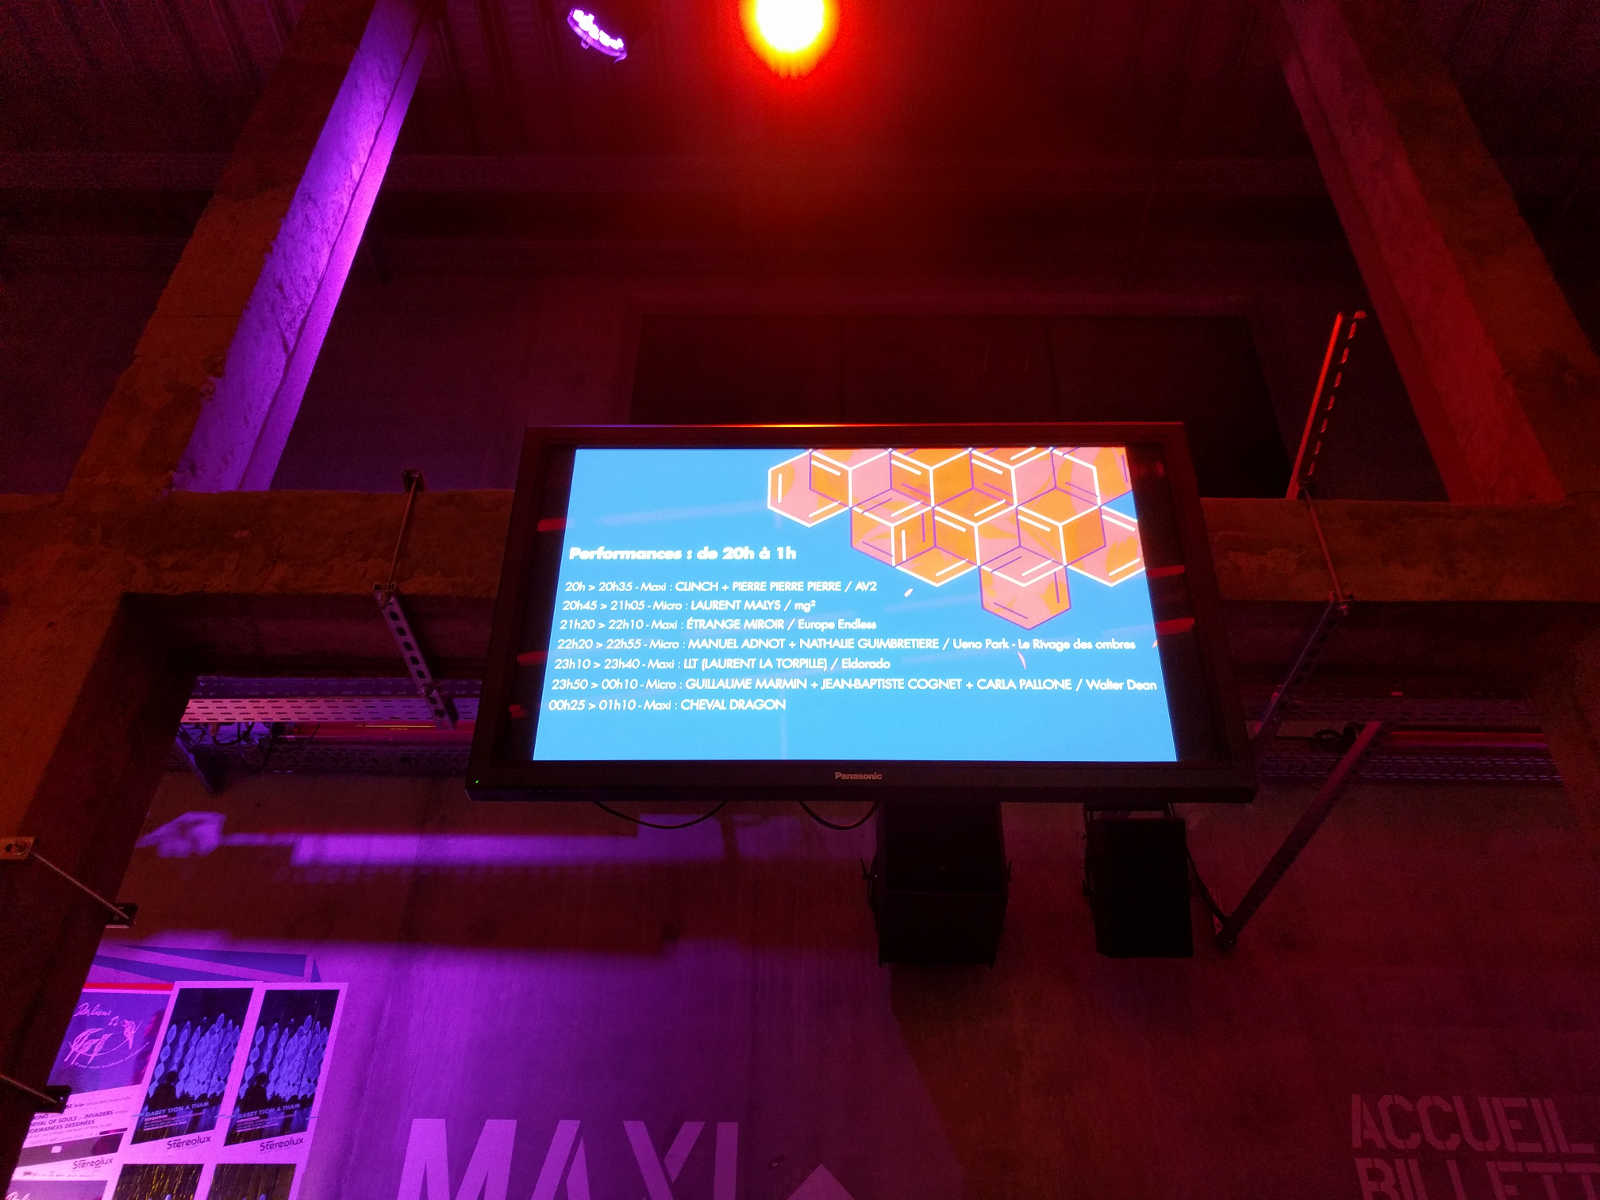 Performances : de 20h à 1h
20h > 20h35 - Maxi : CLINCH + PIERRE PIERRE PIERRE / AV2
20h45 > 21h05 - Micro : LAURENT MALYS / mg²
21h20 > 22h10 - Maxi : ÉTRANGE MIROIR / Europe Endless
22h20 > 22h55 - Micro : MANUEL ADNOT + NATHALIE GUIMBRETIERE / Ueno Park - Le Rivage des ombres
23h10 > 23h40 - Maxi : LLT (LAURENT LA TORPILLE) / Eldorado
23h50 > 00h10 - Micro : GUILLAUME MARMIN + JEAN-BAPTISTE COGNET + CARLA PALLONE / Walter Dean
00h25 > 01h10 - Maxi : CHEVAL DRAGON
Panasonic
Stereolux
Stereolux
Stereolux
MAXI
ACCUEIL
BILLETT